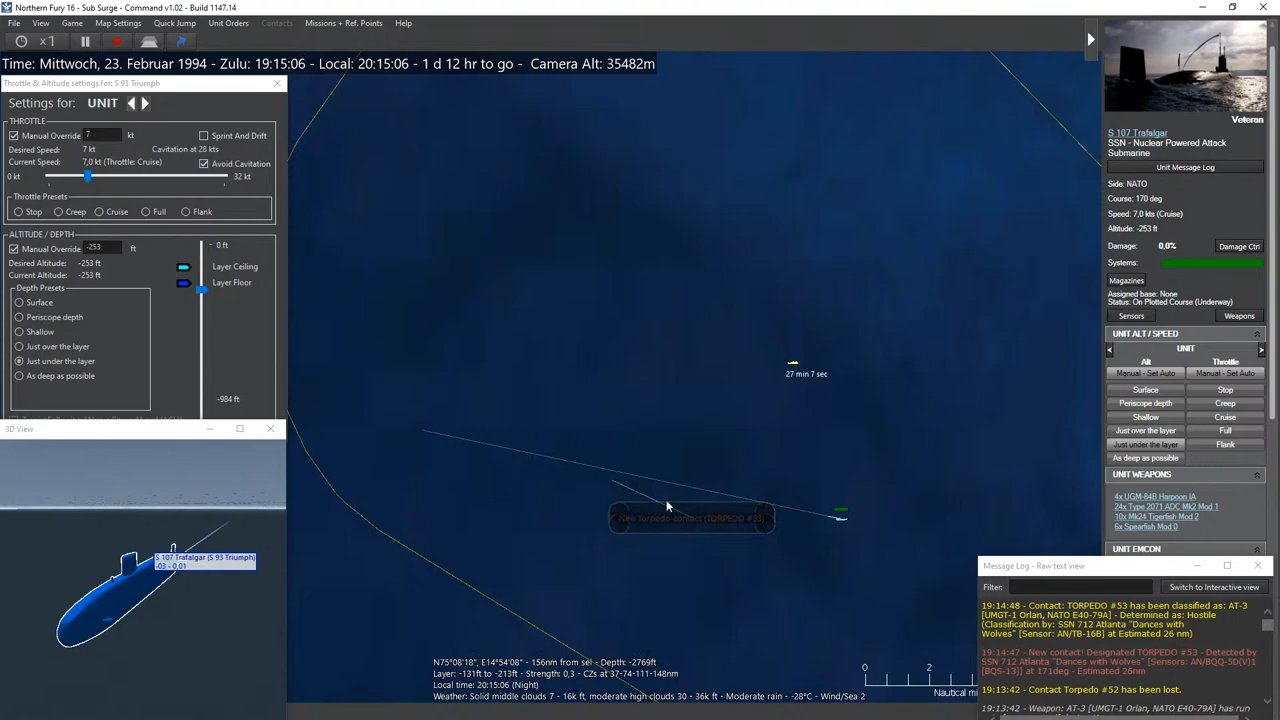 Northern Fury 16 - Sub Surge - Command v1.02 - Build 1147.14
File View Game Map Settings Quick Jump Unit Orders Contacts Missions + Ref. Points Help
x1
Time: Mittwoch, 23. Februar 1994 - Zulu: 19:15:06 - Local: 20:15:06 - 1 d 12 hr to go - Camera Alt: 35482m
Throttle & Altitude settings for: S 93 Triumph
Settings for: UNIT
THROTTLE
Manual Override 7 kt Sprint And Drift
Desired Speed: 7 kt Cavitation at 28 kts
Current Speed: 7,0 kt (Throttle: Cruise) Avoid Cavitation
0 kt 32 kt
Throttle Presets
Stop Creep Cruise Full Flank
ALTITUDE / DEPTH
Manual Override -253 ft
Desired Altitude: -253 ft
Current Altitude: -253 ft
Depth Presets
Surface
Periscope depth
Shallow
Just over the layer
Just under the layer
As deep as possible
- 0 ft
Layer Ceiling
Layer Floor
-984 ft
3D View
S 107 Trafalgar (S 93 Triumph)
-03 - 0,01
27 min 7 sec
New torpedo contact (TORPEDO #53)
N75°08'18", E14°54'08" - 156nm from sel - Depth: -2769ft
Layer: -131ft to -213ft - Strength: 0,3 - CZs at 37-74-111-148nm
Local time: 20:15:06 (Night)
Weather: Solid middle clouds 7 - 16k ft, moderate high clouds 30 - 36k ft - Moderate rain - -28°C - Wind/Sea 2
0 2
Nautical mi
Veteran
S 107 Trafalgar
SSN - Nuclear Powered Attack
Submarine
Unit Message Log
Side: NATO
Course: 170 deg
Speed: 7,0 kts (Cruise)
Altitude: -253 ft
Damage: 0,0% Damage Ctrl
Systems:
Magazines
Assigned base: None
Status: On Plotted Course (Underway)
Sensors Weapons
UNIT ALT / SPEED
UNIT
Alt Throttle
Manual - Set Auto Manual - Set Auto
Surface Stop
Periscope depth Creep
Shallow Cruise
Just over the layer Full
Just under the layer Flank
As deep as possible
UNIT WEAPONS
4x UGM-84B Harpoon IA
24x Type 2071 ADC Mk2 Mod 1
10x Mk24 Tigerfish Mod 2
6x Spearfish Mod 0
UNIT EMCON
Message Log - Raw text view
Filter: Switch to Interactive view
19:14:48 - Contact: TORPEDO #53 has been classified as: AT-3
[UMGT-1 Orlan, NATO E40-79A] - Determined as: Hostile
(Classification by: SSN 712 Atlanta "Dances with
Wolves" [Sensor: AN/TB-16B] at Estimated 26 nm)
19:14:47 - New contact! Designated TORPEDO #53 - Detected by
SSN 712 Atlanta "Dances with Wolves" [Sensors: AN/BQQ-5D(V)1
[BQS-13]] at 171deg - Estimated 26nm
19:13:42 - Contact Torpedo #52 has been lost.
19:13:42 - Weapon: AT-3 [UMGT-1 Orlan, NATO E40-79A] has run